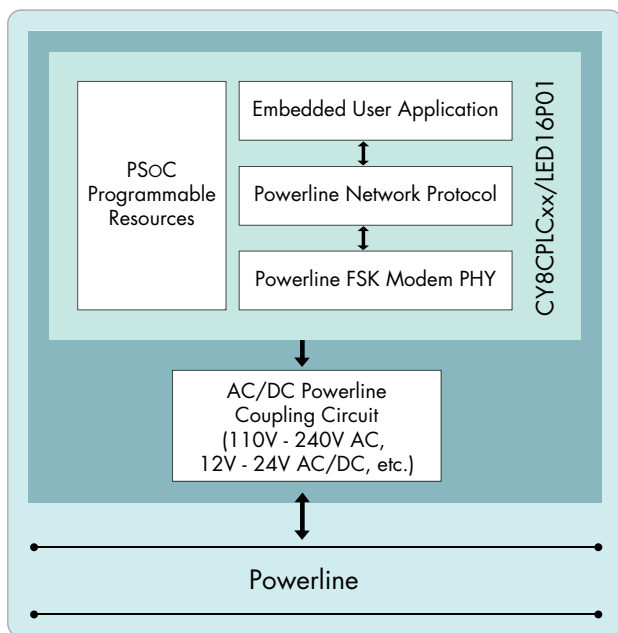 PSoC
Programmable
Resources
Embedded User Application
Powerline Network Protocol
Powerline FSK Modem PHY
CY8CPLCxx/LED16P01
AC/DC Powerline
Coupling Circuit
(110V - 240V AC,
12V - 24V AC/DC, etc.)
Powerline